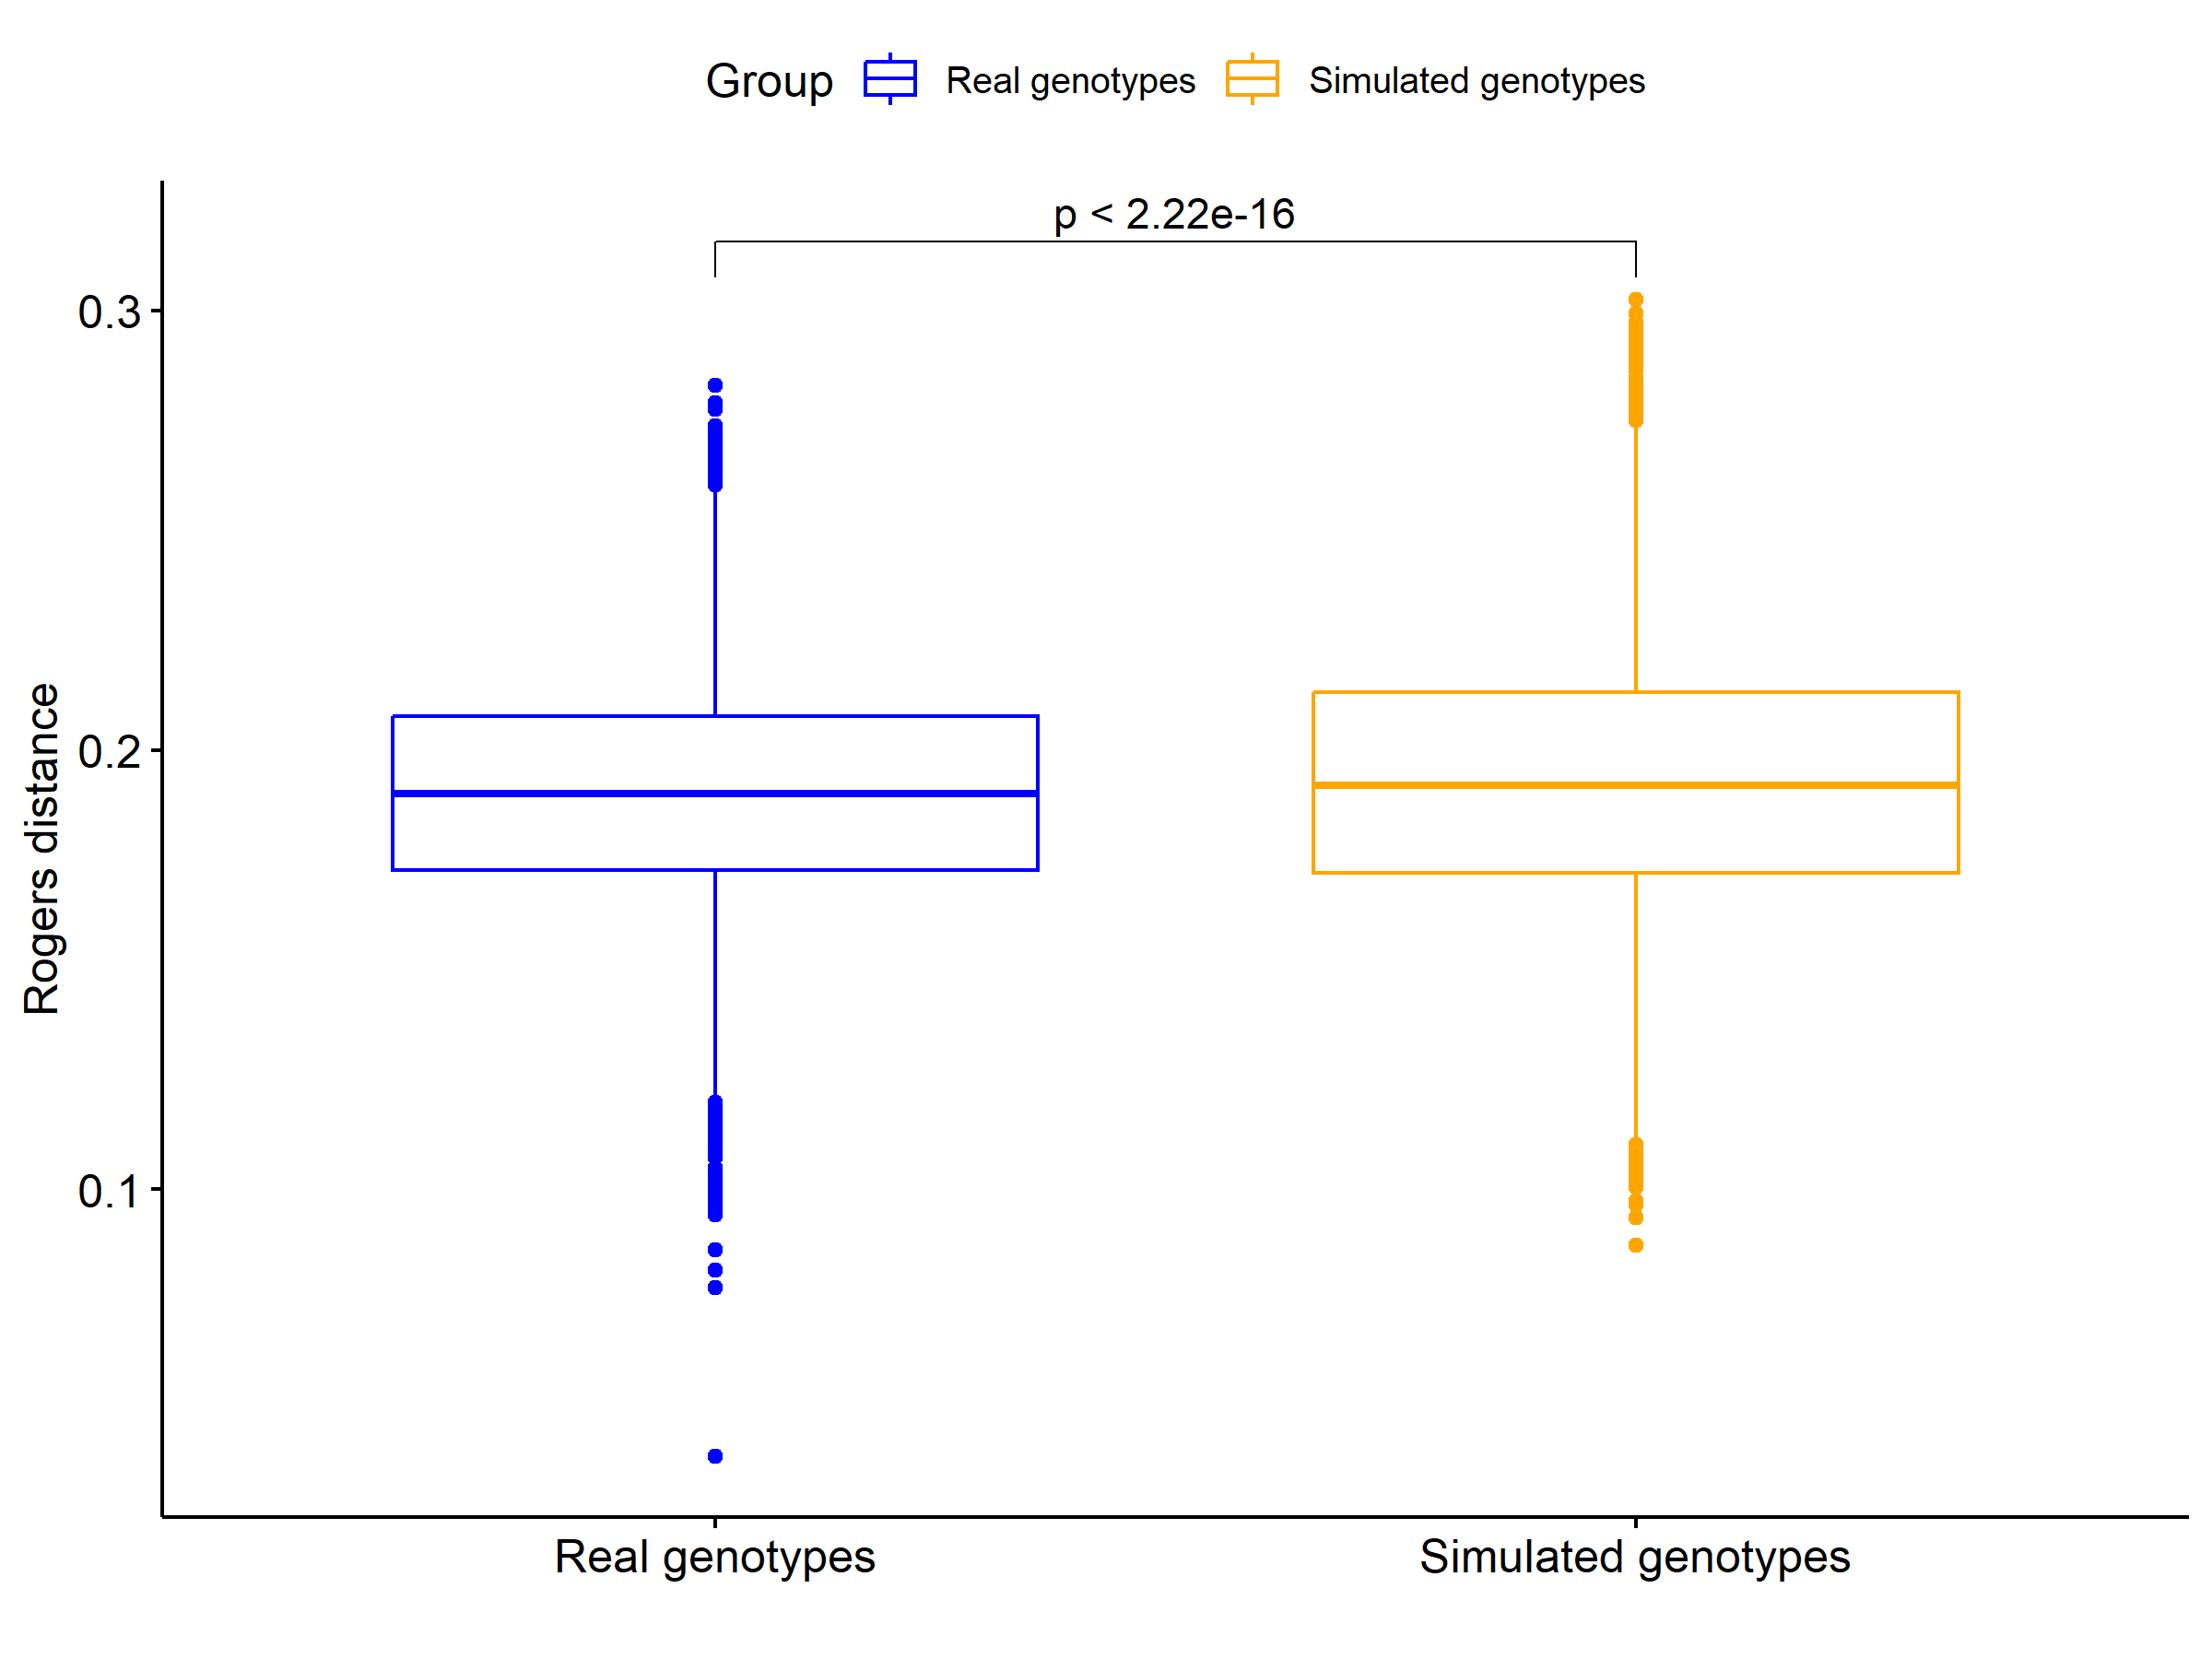 Group Real genotypes Simulated genotypes
p < 2.22e-16
0.3
0.2
0.1
Rogers distance
Real genotypes Simulated genotypes